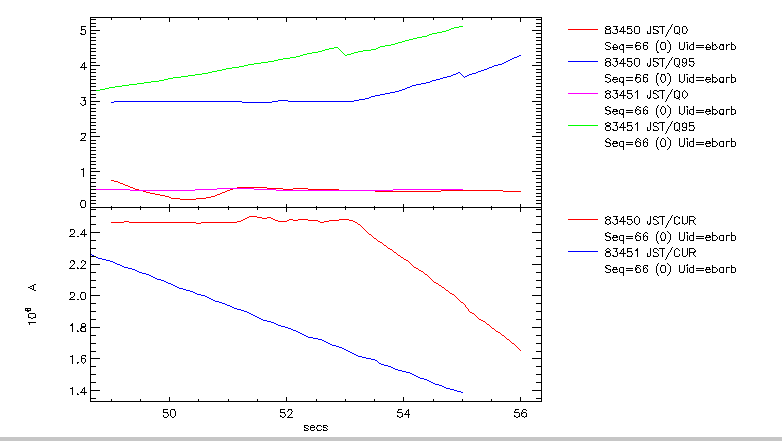 5
4
3
2
1
0
83450 JST/Q0
Seq=66 (0) Uid=ebarb
83450 JST/Q95
Seq=66 (0) Uid=ebarb
83451 JST/Q0
Seq=66 (0) Uid=ebarb
83451 JST/Q95
Seq=66 (0) Uid=ebarb
2.4
2.2
2.0
1.8
1.6
1.4
10⁶ A
83450 JST/CUR
Seq=66 (0) Uid=ebarb
83451 JST/CUR
Seq=66 (0) Uid=ebarb
50 52 54 56
secs